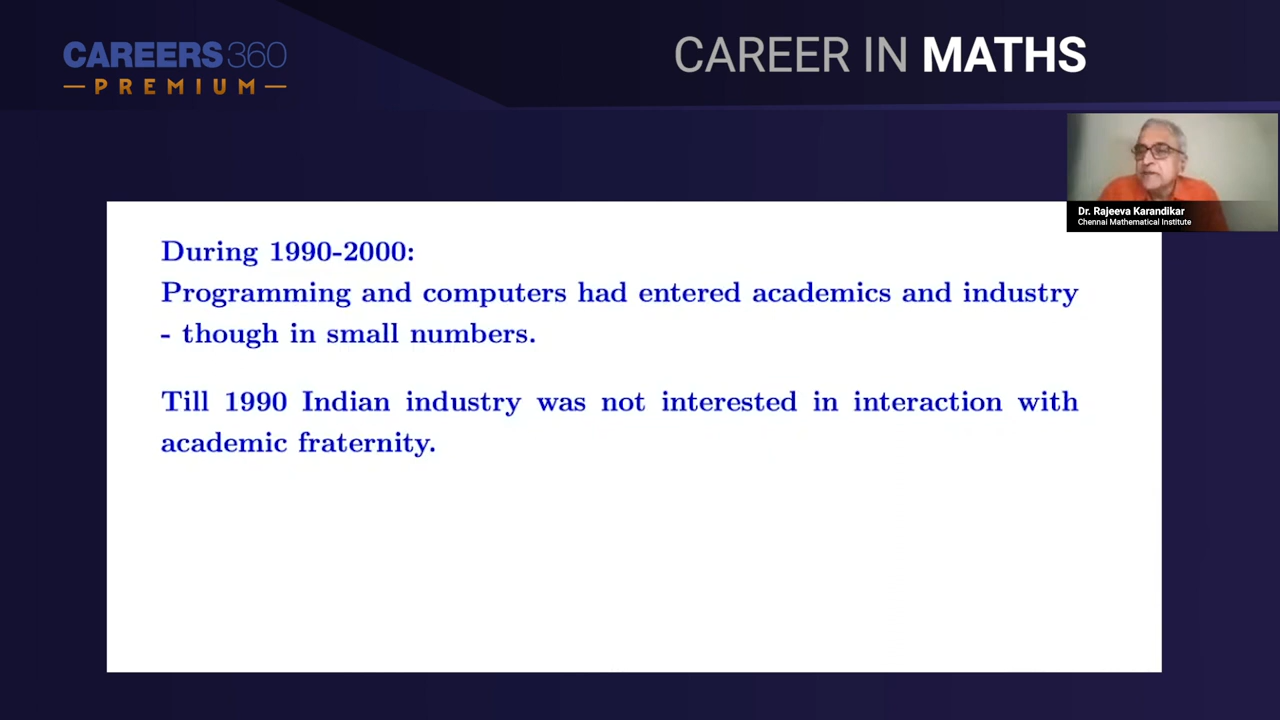 CAREERS360
PREMIUM
CAREER IN MATHS
Dr. Rajeeva Karandikar
Chennai Mathematical Institute
During 1990-2000:
Programming and computers had entered academics and industry
- though in small numbers.
Till 1990 Indian industry was not interested in interaction with
academic fraternity.